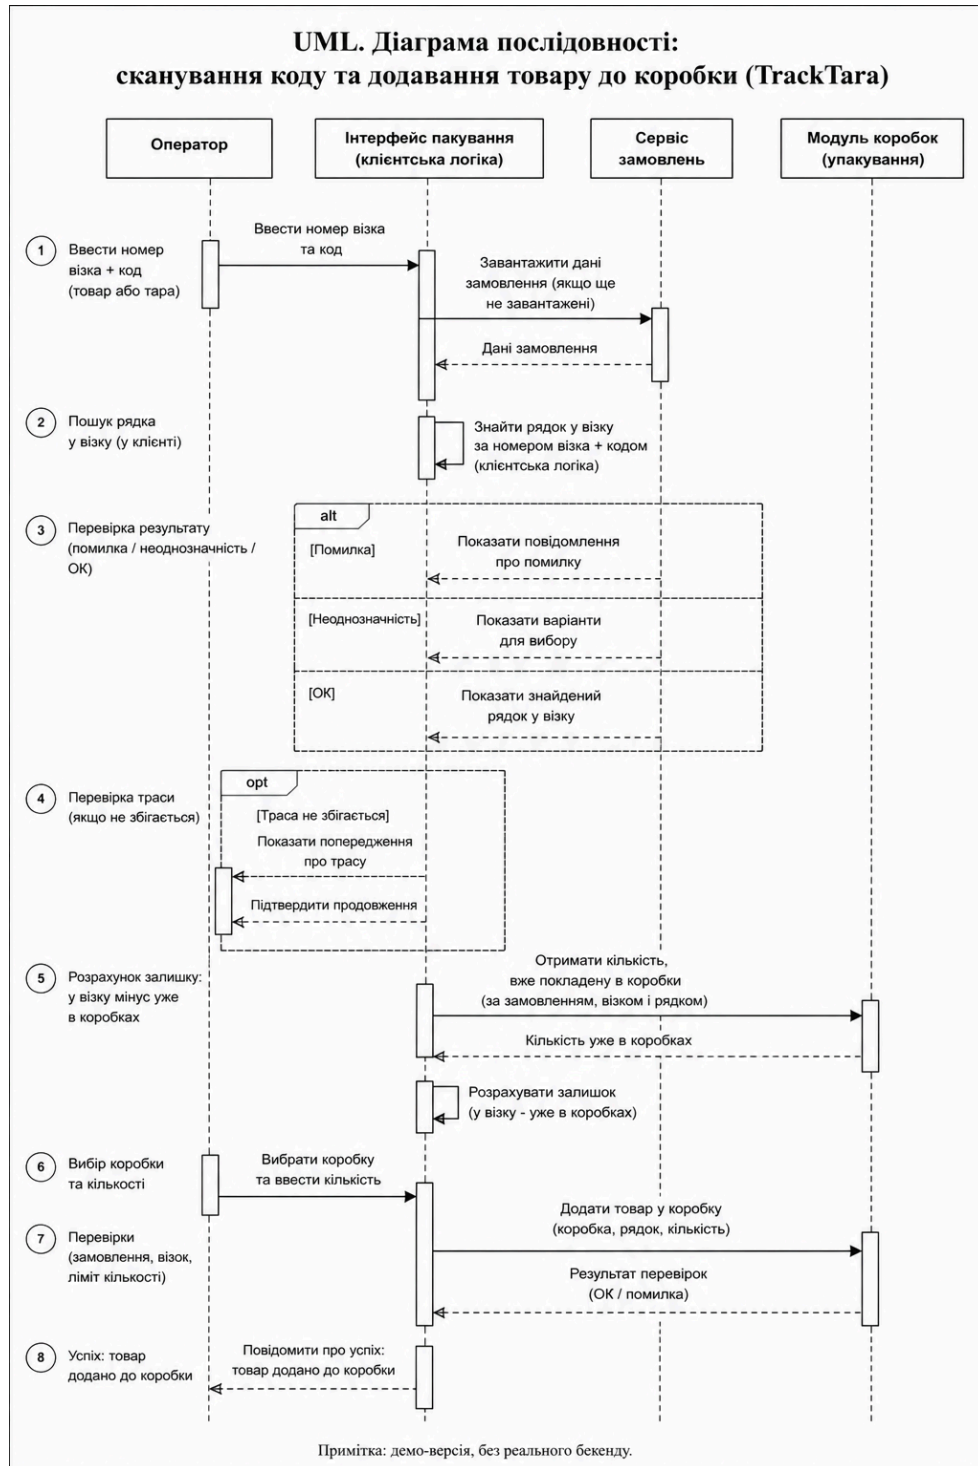 UML. Діаграма послідовності:
сканування коду та додавання товару до коробки (TrackTara)
Оператор
Інтерфейс пакування
(клієнтська логіка)
Сервіс
замовлень
Модуль коробок
(упакування)
1
Ввести номер
візка + код
(товар або тара)
Ввести номер візка
та код
Завантажити дані
замовлення (якщо ще
не завантажені)
Дані замовлення
2
Пошук рядка
у візку (у клієнті)
Знайти рядок у візку
за номером візка + кодом
(клієнтська логіка)
3
Перевірка результату
(помилка / неоднозначність /
ОК)
alt
[Помилка]
Показати повідомлення
про помилку
[Неоднозначність]
Показати варіанти
для вибору
[ОК]
Показати знайдений
рядок у візку
4
Перевірка траси
(якщо не збігається)
opt
[Траса не збігається]
Показати попередження
про трасу
Підтвердити продовження
5
Розрахунок залишку:
у візку мінус уже
в коробках
Отримати кількість,
вже покладену в коробки
(за замовленням, візком і рядком)
Кількість уже в коробках
Розрахувати залишок
(у візку - уже в коробках)
6
Вибір коробки
та кількості
Вибрати коробку
та ввести кількість
7
Перевірки
(замовлення, візок,
ліміт кількості)
Додати товар у коробку
(коробка, рядок, кількість)
Результат перевірок
(ОК / помилка)
8
Успіх: товар
додано до коробки
Повідомити про успіх:
товар додано до коробки
Примітка: демо-версія, без реального бекенду.